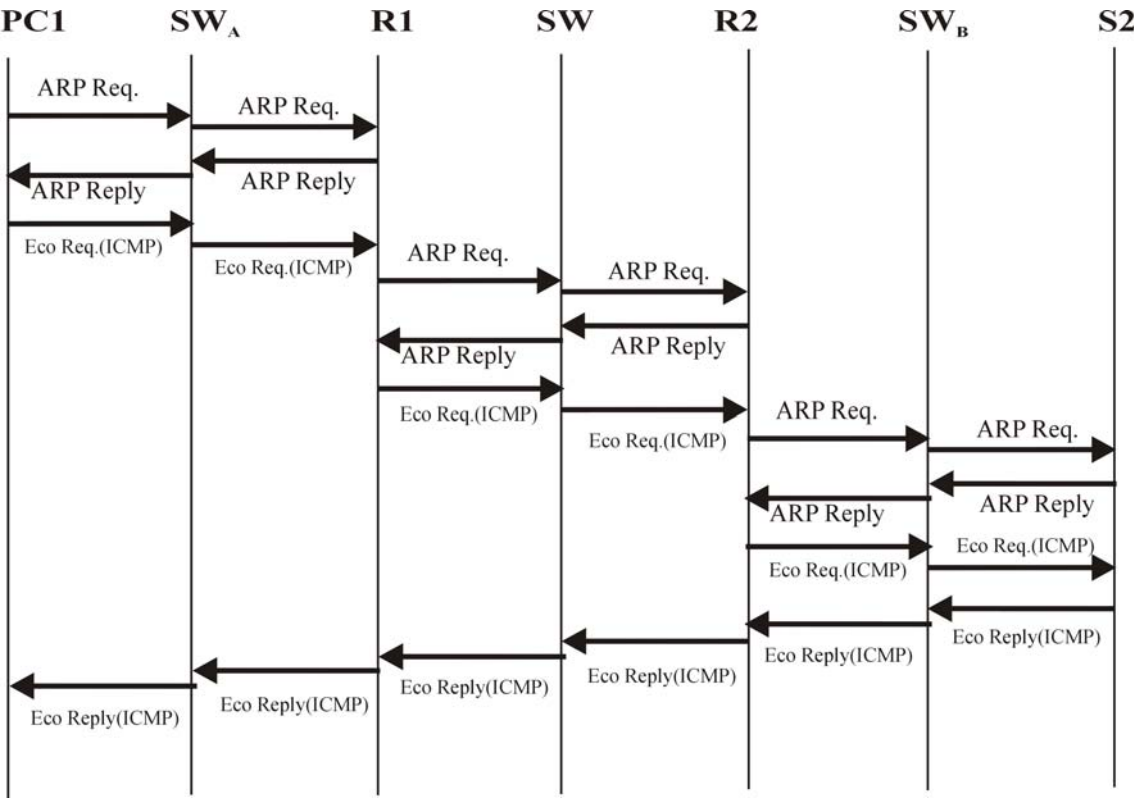 PC1 SW_A R1 SW R2 SW_B S2
ARP Req.
ARP Req.
ARP Reply
ARP Reply
Eco Req.(ICMP)
Eco Req.(ICMP)
ARP Req.
ARP Req.
ARP Reply
ARP Reply
Eco Req.(ICMP)
Eco Req.(ICMP)
ARP Req.
ARP Req.
ARP Reply
ARP Reply
Eco Req.(ICMP)
Eco Req.(ICMP)
Eco Reply(ICMP)
Eco Reply(ICMP)
Eco Reply(ICMP)
Eco Reply(ICMP)
Eco Reply(ICMP)
Eco Reply(ICMP)